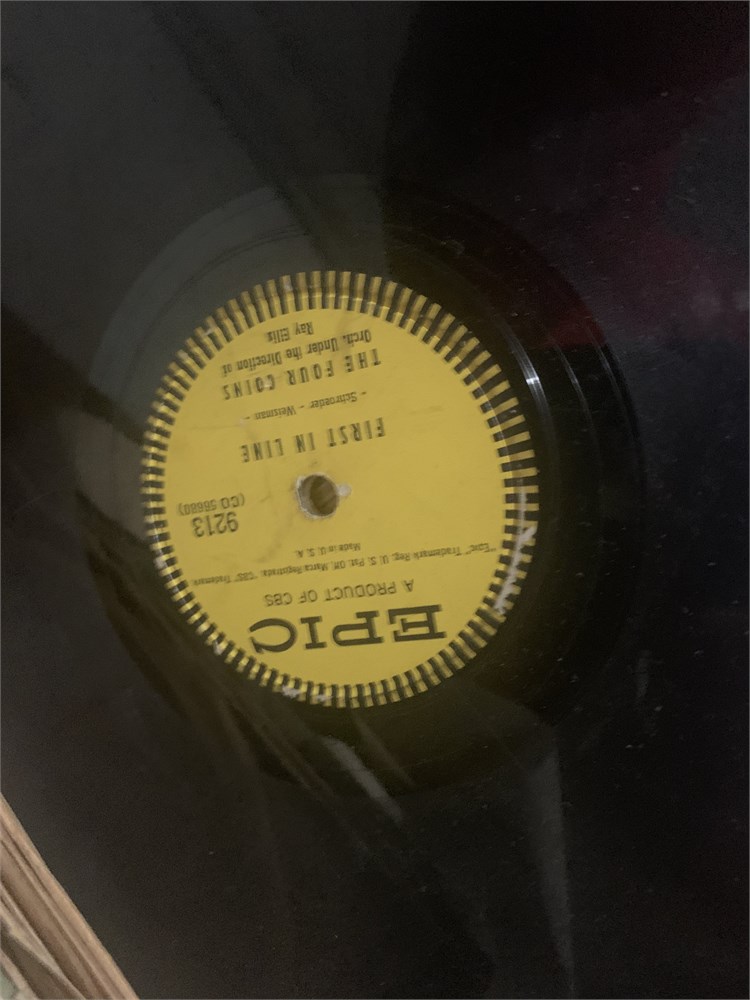 EPIC
A PRODUCT OF CBS
"Epic" Trademark Reg. U. S. Pat. Off. Marca Registrada. "CBS" Trademark
Made in U. S. A.
9213
(CO 56680)
FIRST IN LINE
- Schroeder - Weisman -
THE FOUR COINS
Orch. Under the Direction of
Ray Ellis